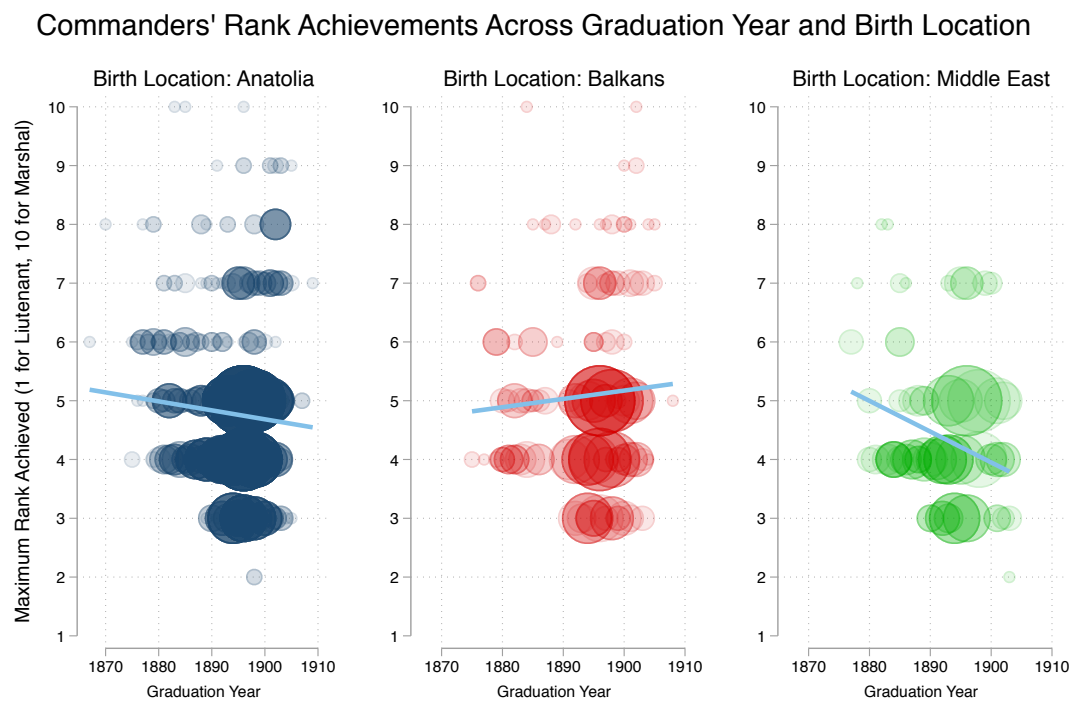 Commanders' Rank Achievements Across Graduation Year and Birth Location
Birth Location: Anatolia
Birth Location: Balkans
Birth Location: Middle East
Maximum Rank Achieved (1 for Liutenant, 10 for Marshal)
10
9
8
7
6
5
4
3
2
1
1870 1880 1890 1900 1910
Graduation Year
10
9
8
7
6
5
4
3
2
1
1870 1880 1890 1900 1910
Graduation Year
10
9
8
7
6
5
4
3
2
1
1870 1880 1890 1900 1910
Graduation Year